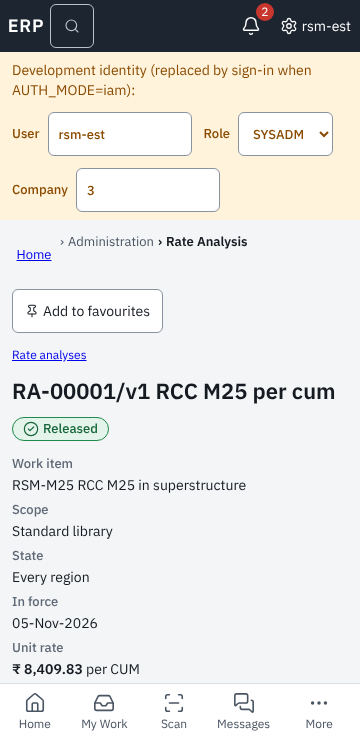 ERP
2
rsm-est
Development identity (replaced by sign-in when
AUTH_MODE=iam):
User rsm-est Role SYSADM
Company 3
Home › Administration › Rate Analysis
Add to favourites
Rate analyses
RA-00001/v1 RCC M25 per cum
Released
Work item
RSM-M25 RCC M25 in superstructure
Scope
Standard library
State
Every region
In force
05-Nov-2026
Unit rate
₹ 8,409.83 per CUM
Home My Work Scan Messages More